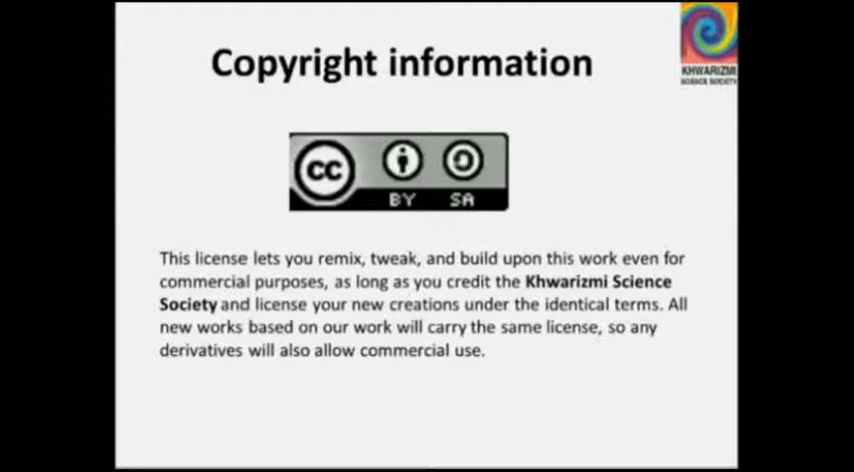 Copyright information
KHWARIZMI
SCIENCE SOCIETY
CC
BY SA
This license lets you remix, tweak, and build upon this work even for
commercial purposes, as long as you credit the Khwarizmi Science
Society and license your new creations under the identical terms. All
new works based on our work will carry the same license, so any
derivatives will also allow commercial use.